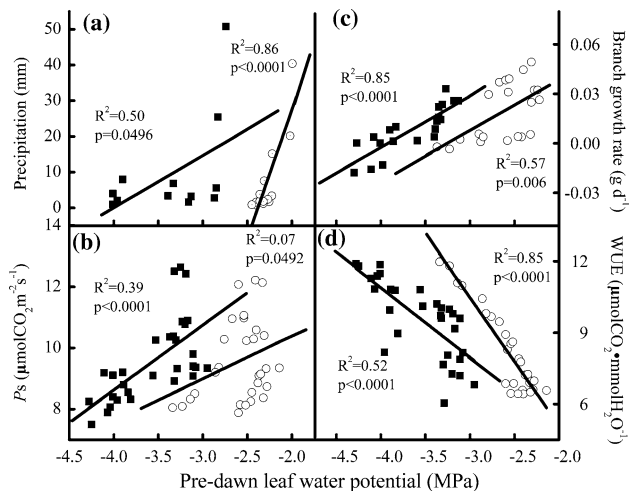 (a)
R²=0.86
p<0.0001
R²=0.50
p=0.0496
Precipitation (mm)
50
40
30
20
10
0
(c)
R²=0.85
p<0.0001
R²=0.57
p=0.006
0.06
0.03
0.00
-0.03
Branch growth rate (g d⁻¹)
(b)
R²=0.07
p=0.0492
R²=0.39
p<0.0001
Ps (μmolCO₂m⁻²s⁻¹)
14
12
10
8
(d)
R²=0.85
p<0.0001
R²=0.52
p<0.0001
12
9
6
WUE (μmolCO₂•mmolH₂O⁻¹)
-4.5 -4.0 -3.5 -3.0 -2.5 -2.0 -4.5 -4.0 -3.5 -3.0 -2.5 -2.0
Pre-dawn leaf water potential (MPa)